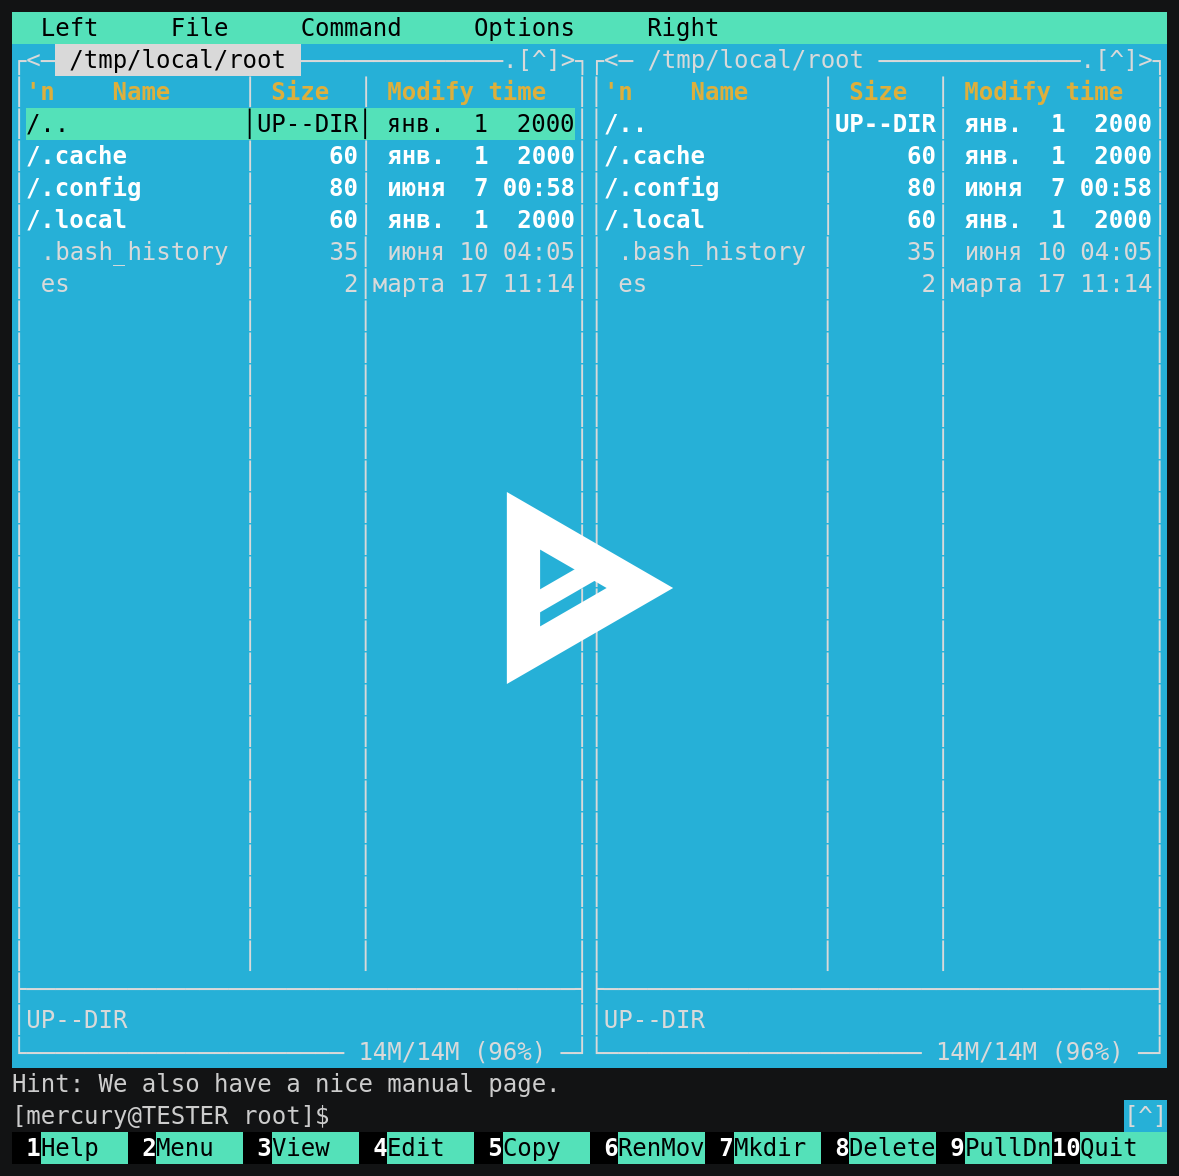 Left File Command Options Right
<─ /tmp/local/root ─.[^]> <─ /tmp/local/root ─.[^]>
'n Name Size Modify time 'n Name Size Modify time
/.. UP--DIR янв. 1 2000 /.. UP--DIR янв. 1 2000
/.cache 60 янв. 1 2000 /.cache 60 янв. 1 2000
/.config 80 июня 7 00:58 /.config 80 июня 7 00:58
/.local 60 янв. 1 2000 /.local 60 янв. 1 2000
.bash_history 35 июня 10 04:05 .bash_history 35 июня 10 04:05
es 2 марта 17 11:14 es 2 марта 17 11:14
UP--DIR UP--DIR
14M/14M (96%) 14M/14M (96%)
Hint: We also have a nice manual page.
[mercury@TESTER root]$ [^]
1Help 2Menu 3View 4Edit 5Copy 6RenMov 7Mkdir 8Delete 9PullDn 10Quit